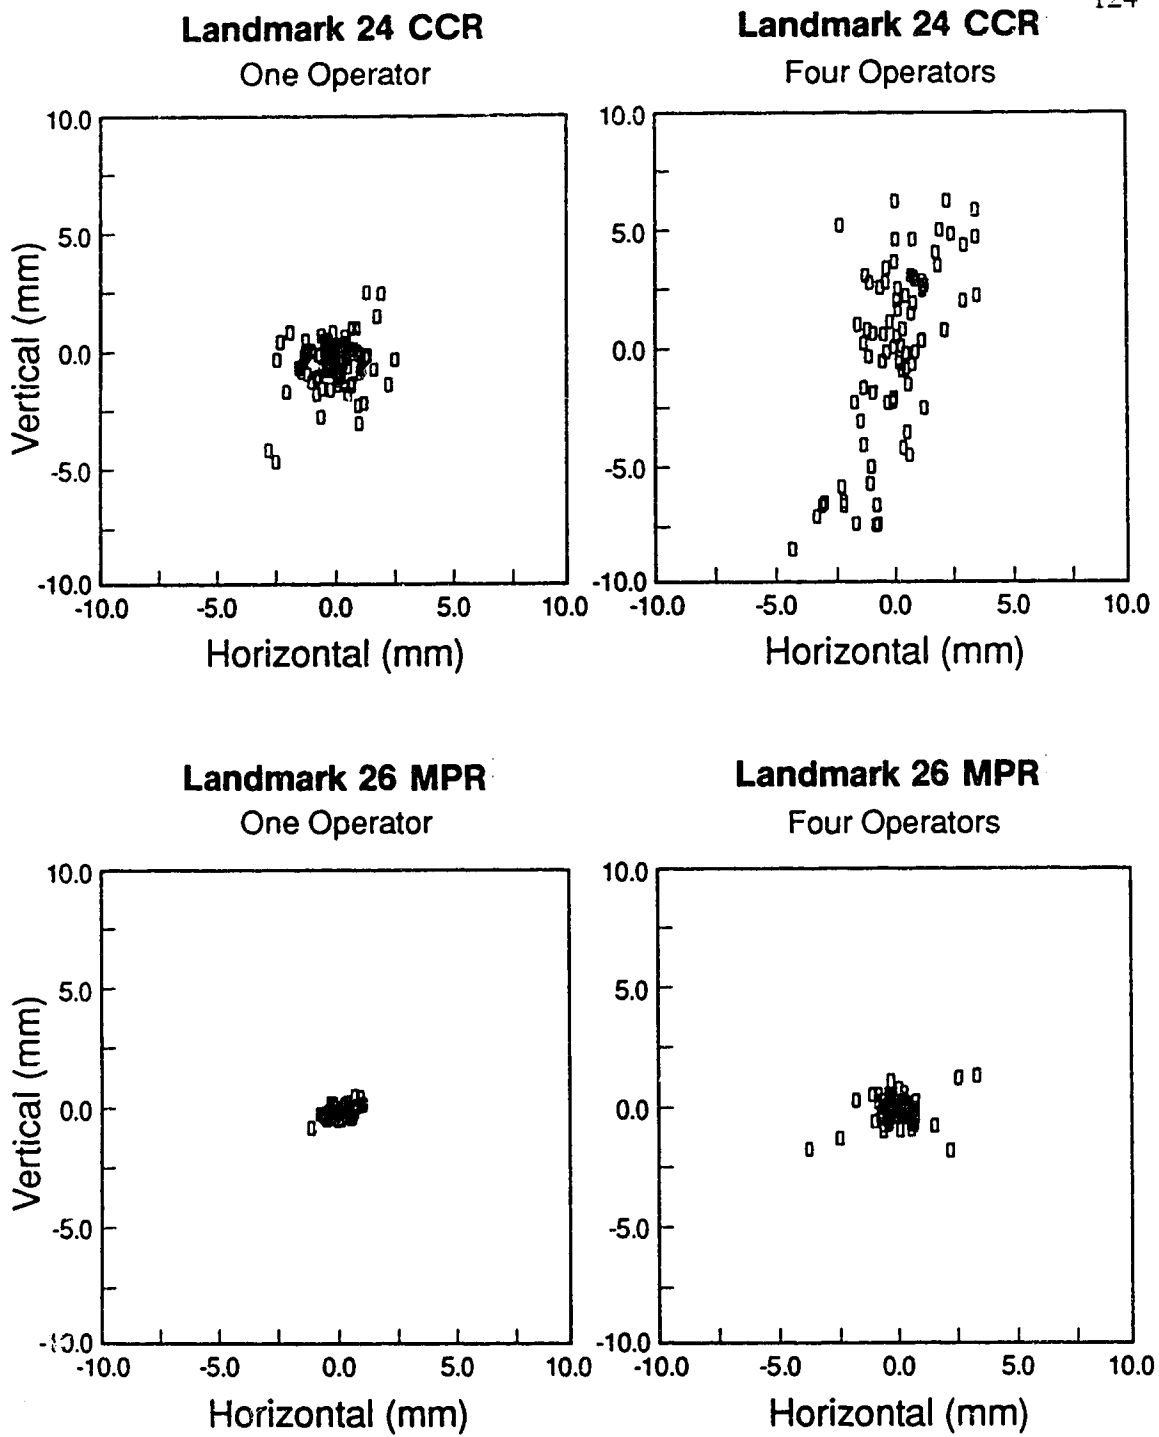 124
Landmark 24 CCR
One Operator
10.0
5.0
0.0
-5.0
-10.0
Vertical (mm)
-10.0 -5.0 0.0 5.0 10.0
Horizontal (mm)
Landmark 24 CCR
Four Operators
10.0
5.0
0.0
-5.0
-10.0
-10.0 -5.0 0.0 5.0 10.0
Horizontal (mm)
Landmark 26 MPR
One Operator
10.0
5.0
0.0
-5.0
Vertical (mm)
-10.0 -5.0 0.0 5.0 10.0
Horizontal (mm)
Landmark 26 MPR
Four Operators
10.0
5.0
0.0
-5.0
-10.0
-10.0 -5.0 0.0 5.0 10.0
Horizontal (mm)